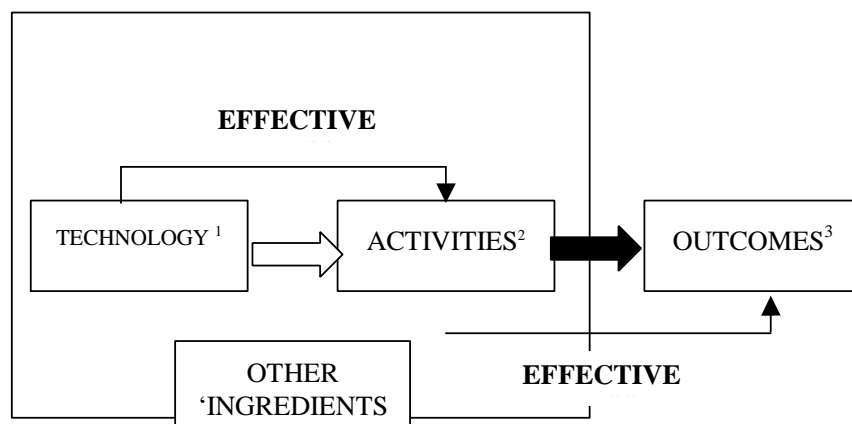 EFFECTIVE
TECHNOLOGY ¹
ACTIVITIES²
OUTCOMES³
OTHER
‘INGREDIENTS
EFFECTIVE